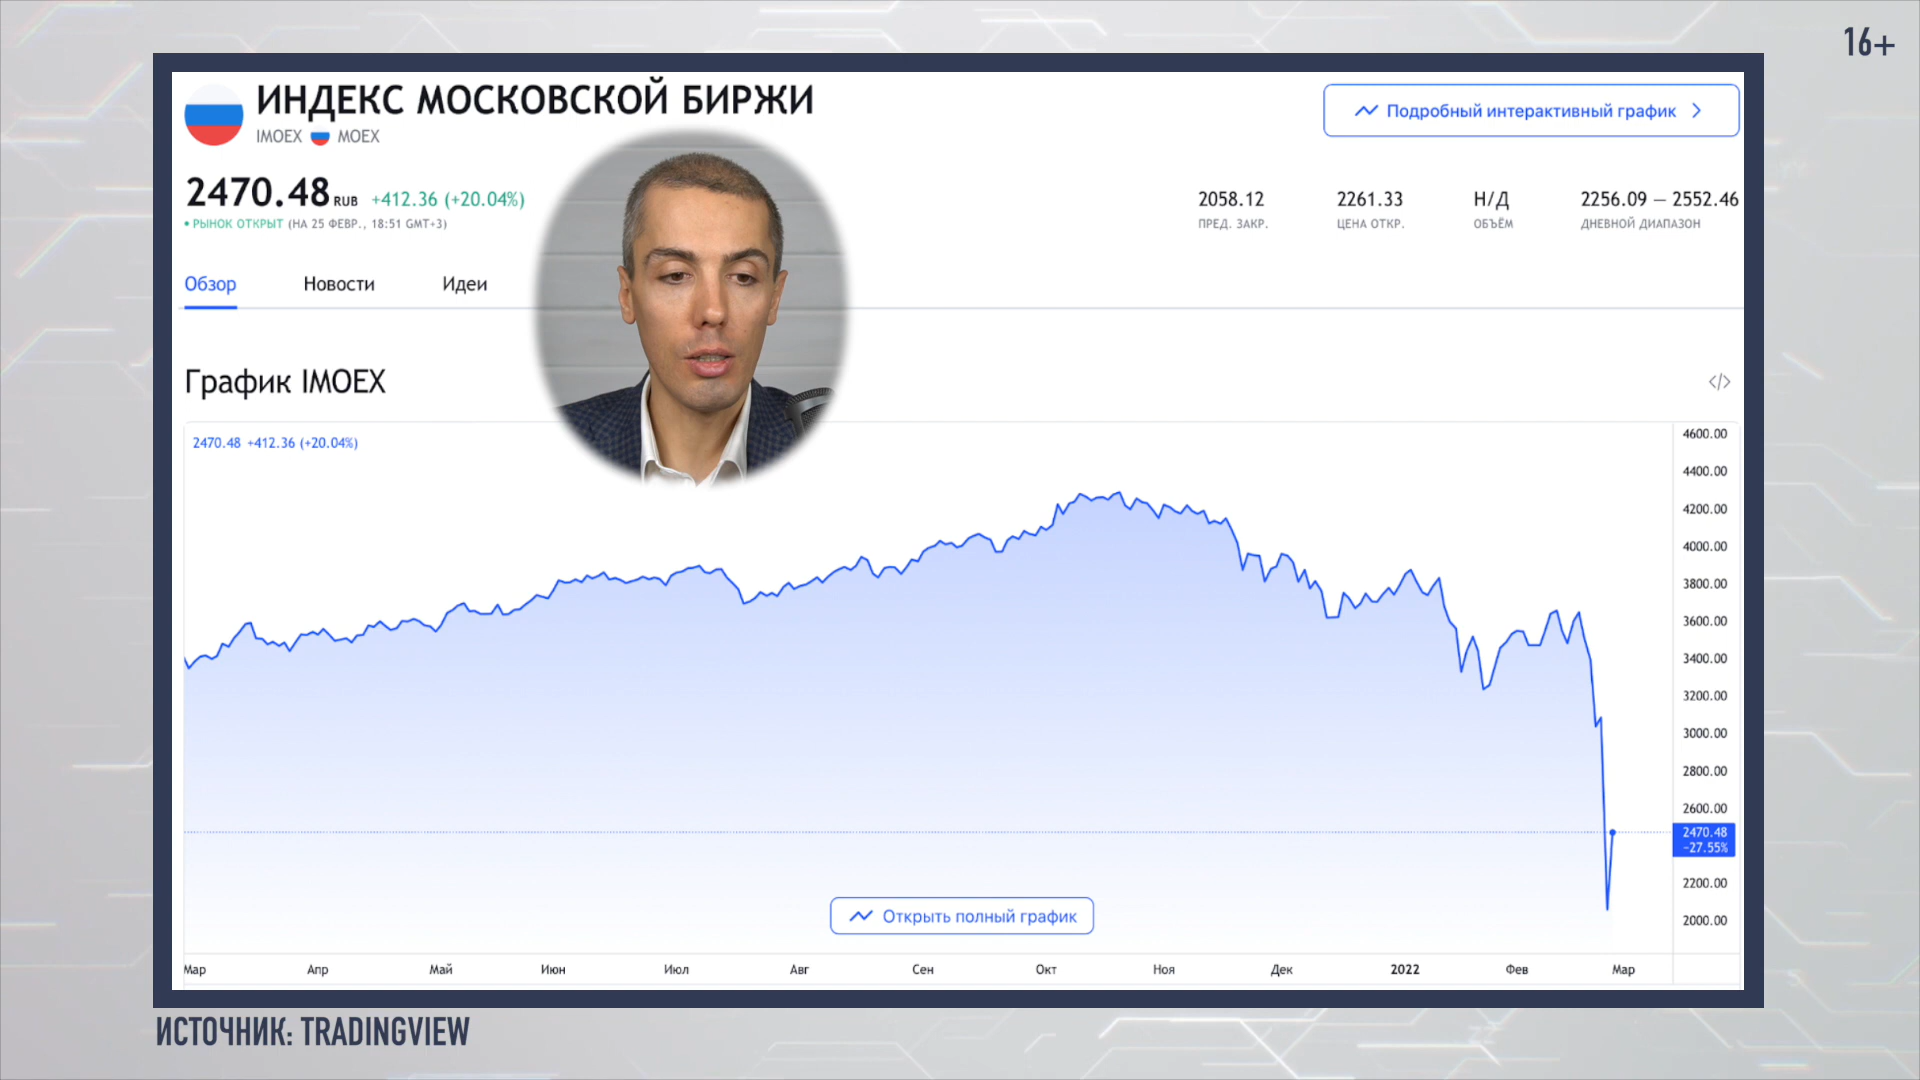 16+
ИНДЕКС МОСКОВСКОЙ БИРЖИ
IMOEX MOEX
Подробный интерактивный график
2470.48 RUB +412.36 (+20.04%)
• РЫНОК ОТКРЫТ (НА 25 ФЕВР., 18:51 GMT+3)
2058.12 2261.33 Н/Д 2256.09 — 2552.46
ПРЕД. ЗАКР. ЦЕНА ОТКР. ОБЪЁМ ДНЕВНОЙ ДИАПАЗОН
Обзор Новости Идеи
График IMOEX
</>
2470.48 +412.36 (+20.04%)
4600.00
4400.00
4200.00
4000.00
3800.00
3600.00
3400.00
3200.00
3000.00
2800.00
2600.00
2470.48
−27.55%
2200.00
2000.00
Открыть полный график
Мар Апр Май Июн Июл Авг Сен Окт Ноя Дек 2022 Фев Мар
ИСТОЧНИК: TRADINGVIEW